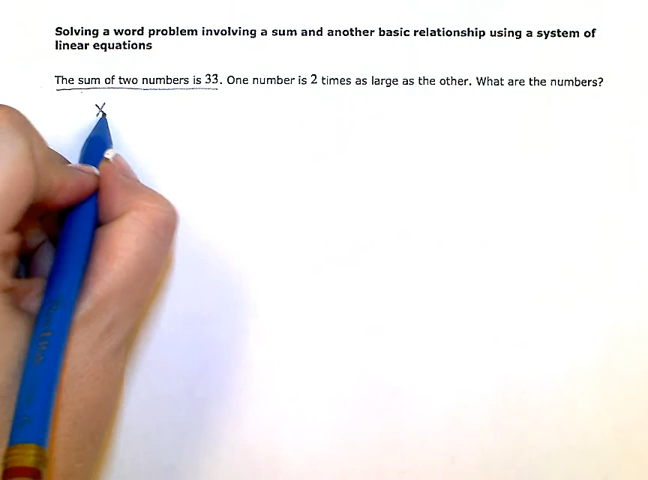 Solving a word problem involving a sum and another basic relationship using a system of
linear equations
The sum of two numbers is 33. One number is 2 times as large as the other. What are the numbers?
x